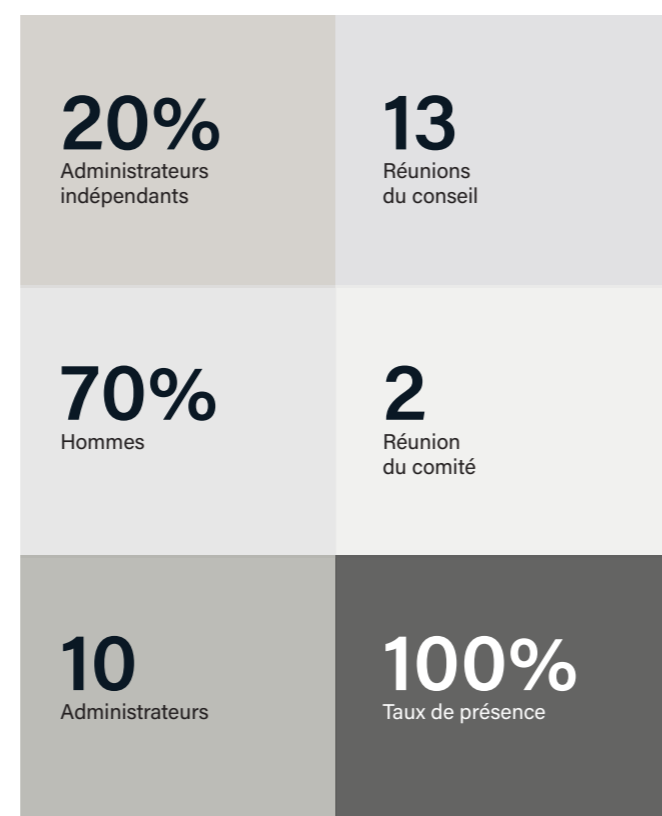 20%
Administrateurs
indépendants
13
Réunions
du conseil
70%
Hommes
2
Réunion
du comité
10
Administrateurs
100%
Taux de présence